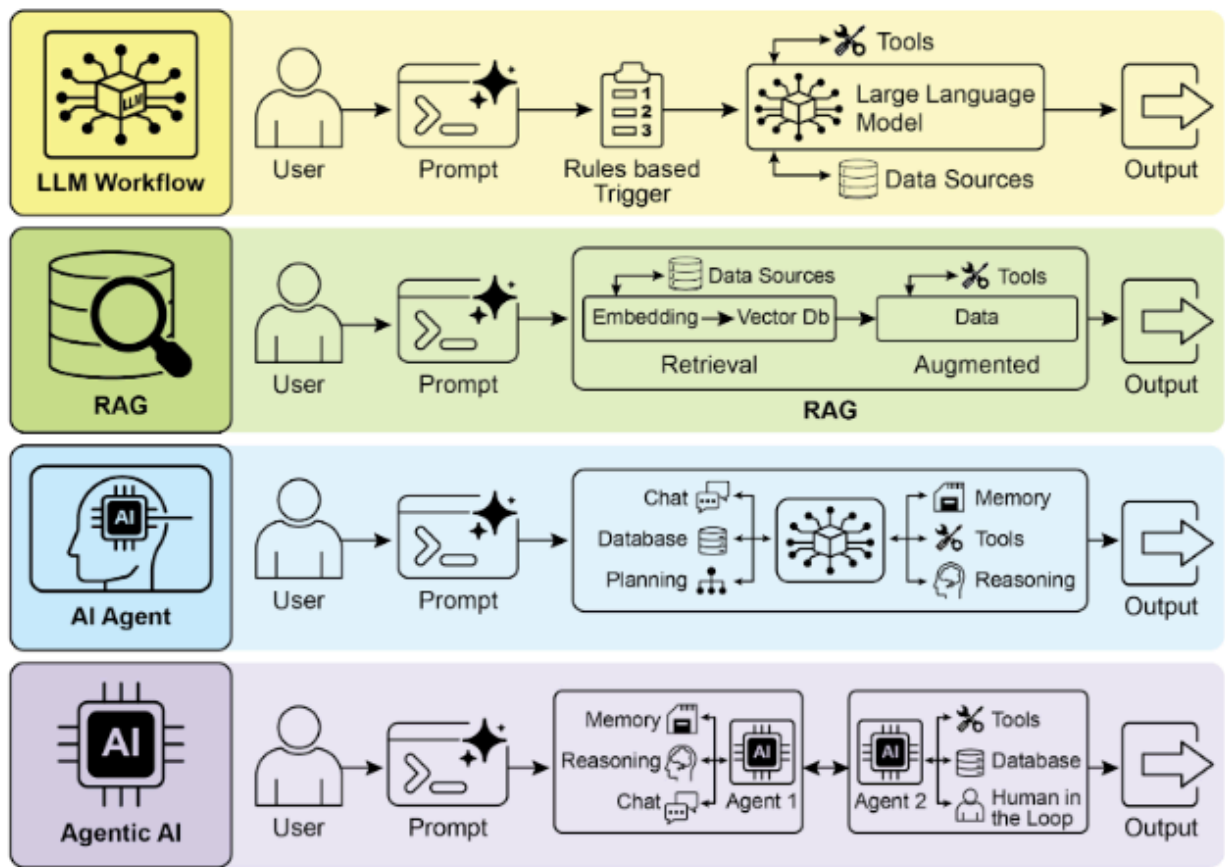 LLM
LLM Workflow
User
Prompt
1
2
3
Rules based
Trigger
Tools
Large Language
Model
Data Sources
Output
RAG
User
Prompt
Data Sources
Embedding
Vector Db
Retrieval
Tools
Data
Augmented
RAG
Output
AI
AI Agent
User
Prompt
Chat
Database
Planning
Memory
Tools
Reasoning
Output
AI
Agentic AI
User
Prompt
Memory
Reasoning
Chat
AI
Agent 1
AI
Agent 2
Tools
Database
Human in
the Loop
Output